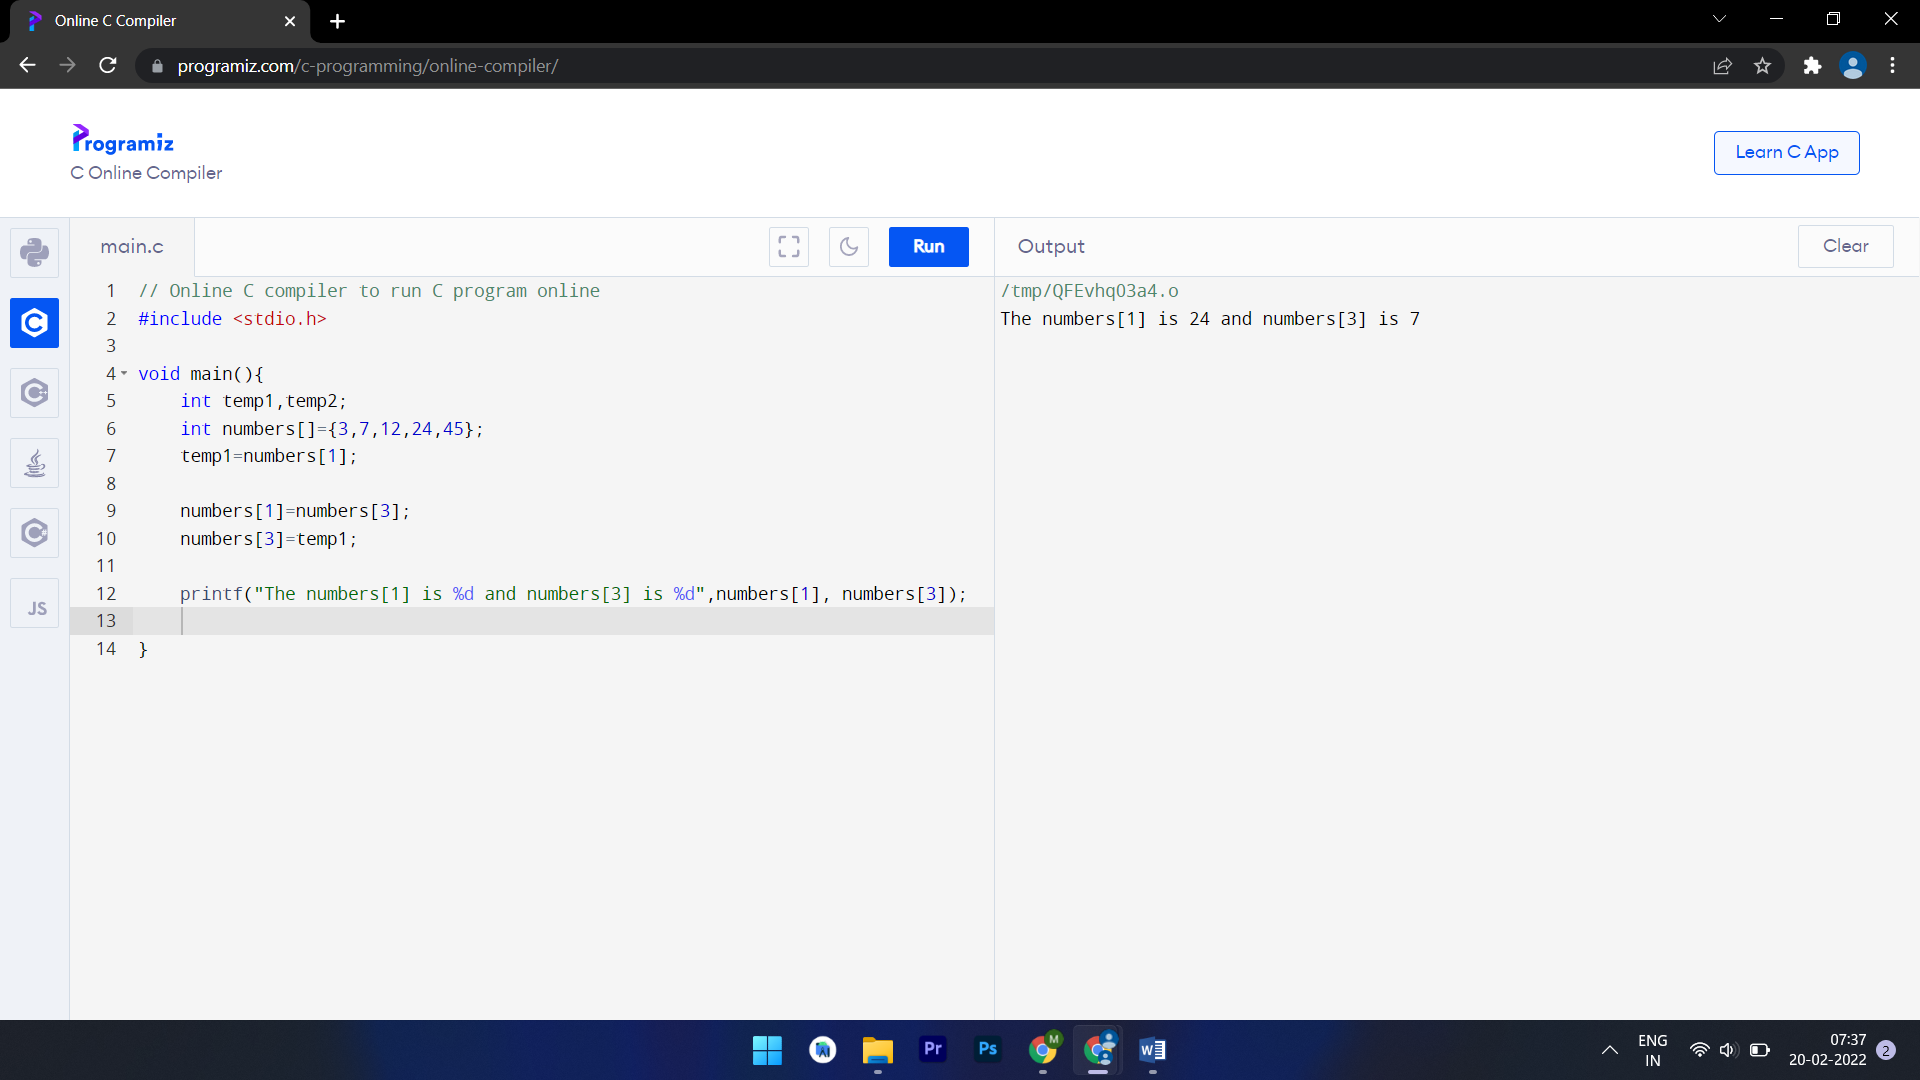 Online C Compiler
programiz.com/c-programming/online-compiler/
Programiz
C Online Compiler
Learn C App
main.c
Run
Output
Clear
1 // Online C compiler to run C program online
2 #include <stdio.h>
3
4 void main(){
5 int temp1,temp2;
6 int numbers[]={3,7,12,24,45};
7 temp1=numbers[1];
8
9 numbers[1]=numbers[3];
10 numbers[3]=temp1;
11
12 printf("The numbers[1] is %d and numbers[3] is %d",numbers[1], numbers[3]);
13
14 }
/tmp/QFEvhq03a4.o
The numbers[1] is 24 and numbers[3] is 7
JS
Pr
Ps
M
W
ENG
IN
07:37
20-02-2022
2